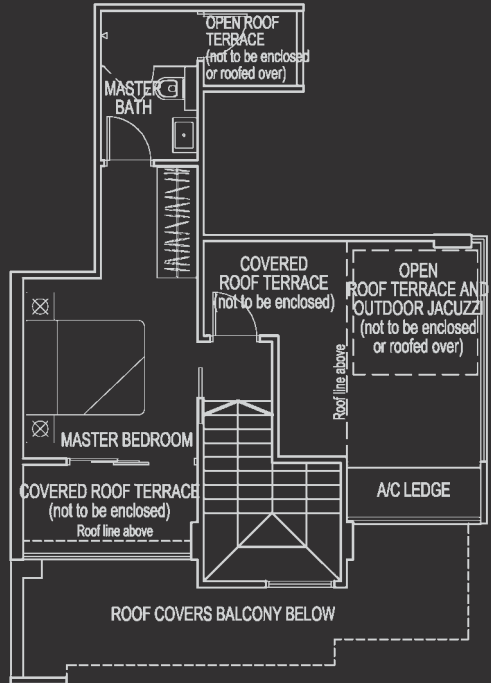 OPEN ROOF
TERRACE
(not to be enclosed
or roofed over)
MASTER
BATH
COVERED
ROOF TERRACE
(not to be enclosed)
OPEN
ROOF TERRACE AND
OUTDOOR JACUZZI
(not to be enclosed
or roofed over)
Roof line above
MASTER BEDROOM
COVERED ROOF TERRACE
(not to be enclosed)
Roof line above
A/C LEDGE
ROOF COVERS BALCONY BELOW